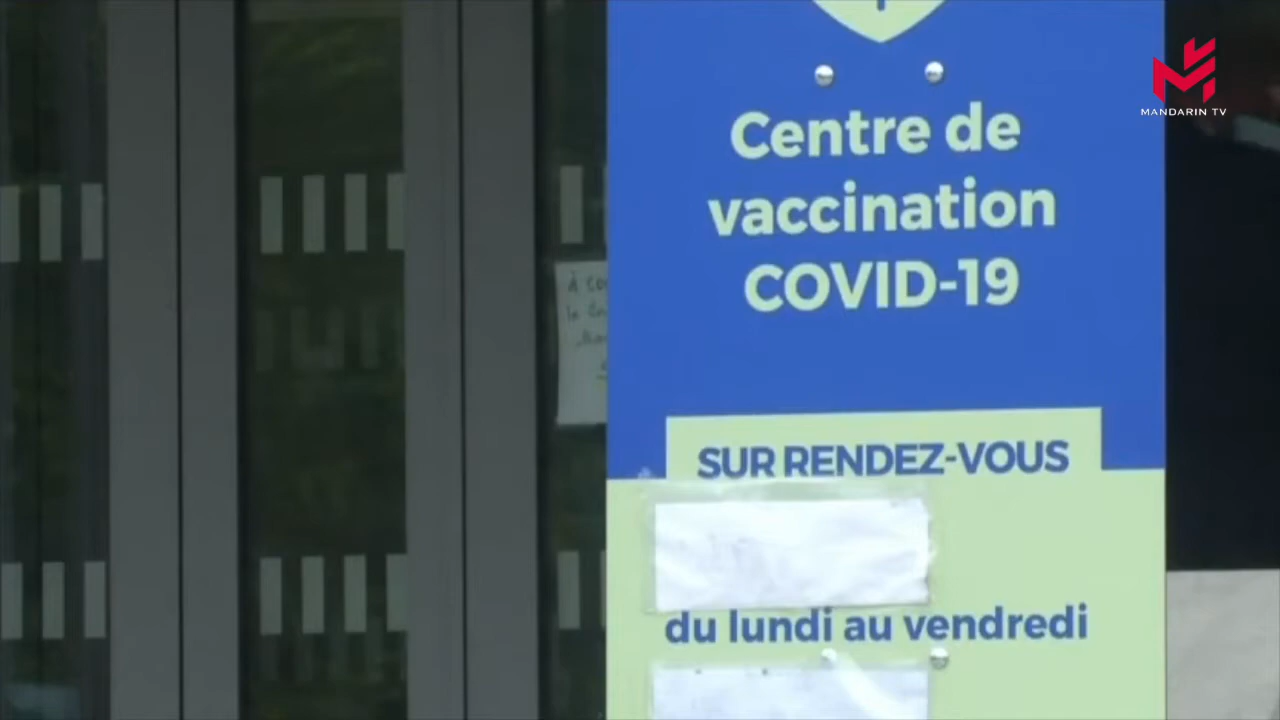 MANDARIN TV
Centre de
vaccination
COVID-19
SUR RENDEZ-VOUS
du lundi au vendredi